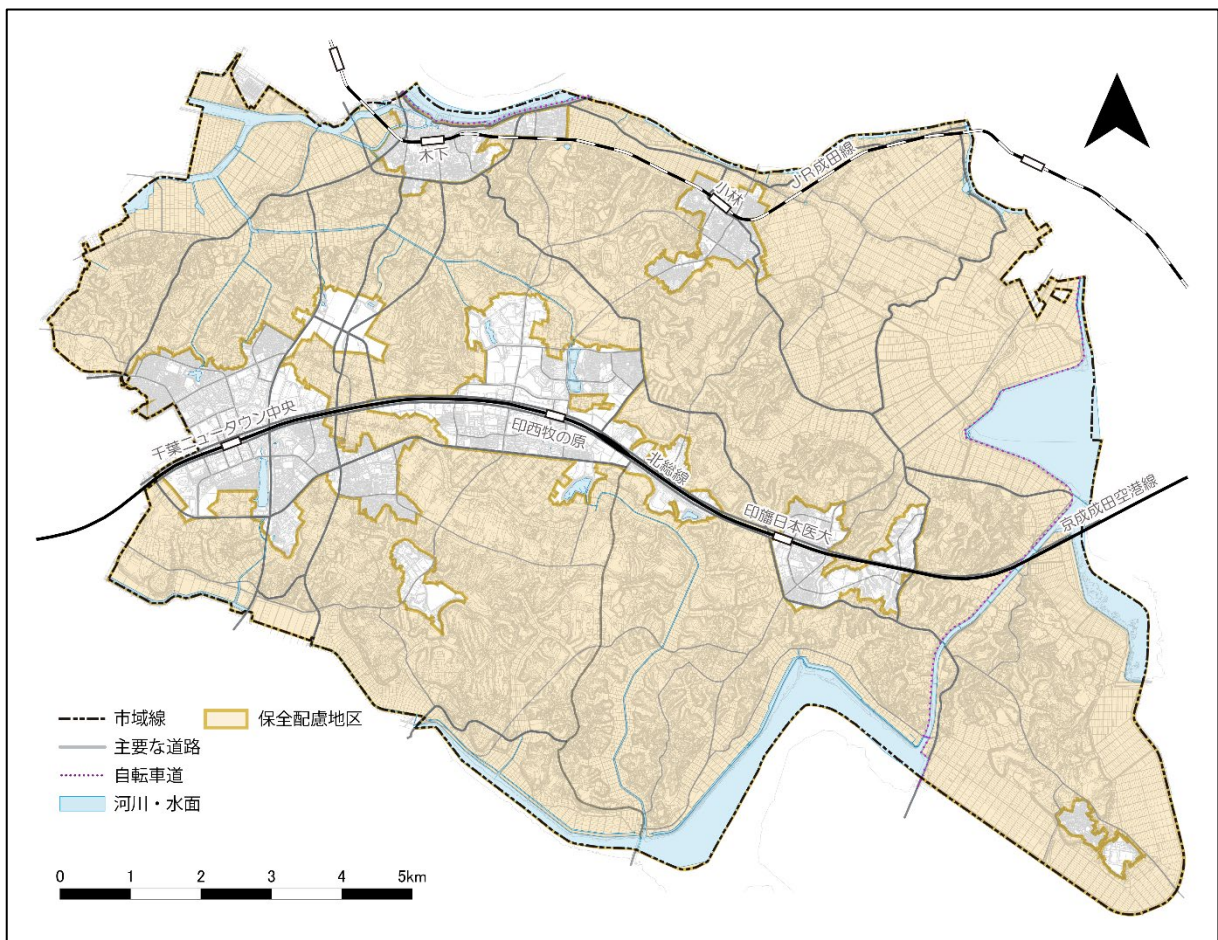 木下
小林
JR成田線
千葉ニュータウン中央
印西牧の原
北総線
印旛日本医大
京成成田空港線
市域線
保全配慮地区
主要な道路
自転車道
河川・水面
0 1 2 3 4 5km